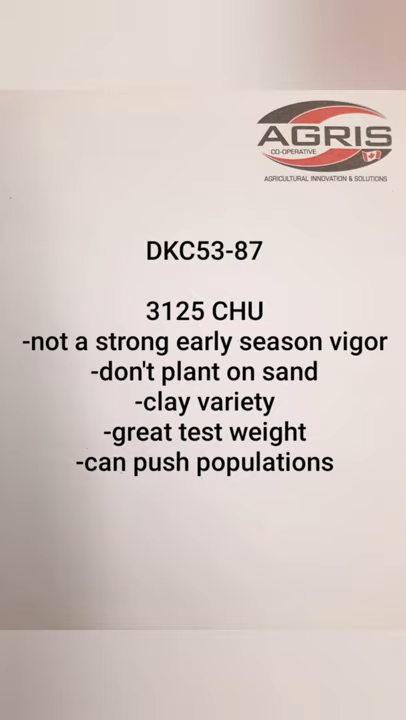 AGRIS
CO-OPERATIVE
AGRICULTURAL INNOVATION & SOLUTIONS
DKC53-87
3125 CHU
-not a strong early season vigor
-don't plant on sand
-clay variety
-great test weight
-can push populations